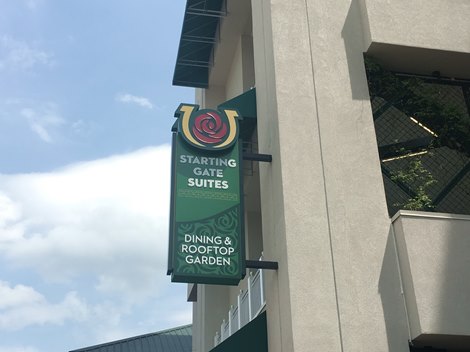 STARTING
GATE
SUITES
DINING &
ROOFTOP
GARDEN